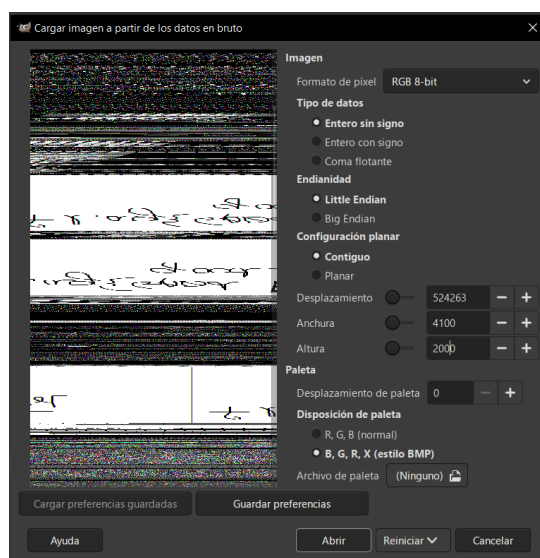 Cargar imagen a partir de los datos en bruto
Imagen
Formato de píxel RGB 8-bit
Tipo de datos
Entero sin signo
Entero con signo
Coma flotante
Endianidad
Little Endian
Big Endian
Configuración planar
Contiguo
Planar
Desplazamiento 524263
Anchura 4100
Altura 2000
Paleta
Desplazamiento de paleta 0
Disposición de paleta
R, G, B (normal)
B, G, R, X (estilo BMP)
Archivo de paleta (Ninguno)
Cargar preferencias guardadas Guardar preferencias
Ayuda Abrir Reiniciar Cancelar